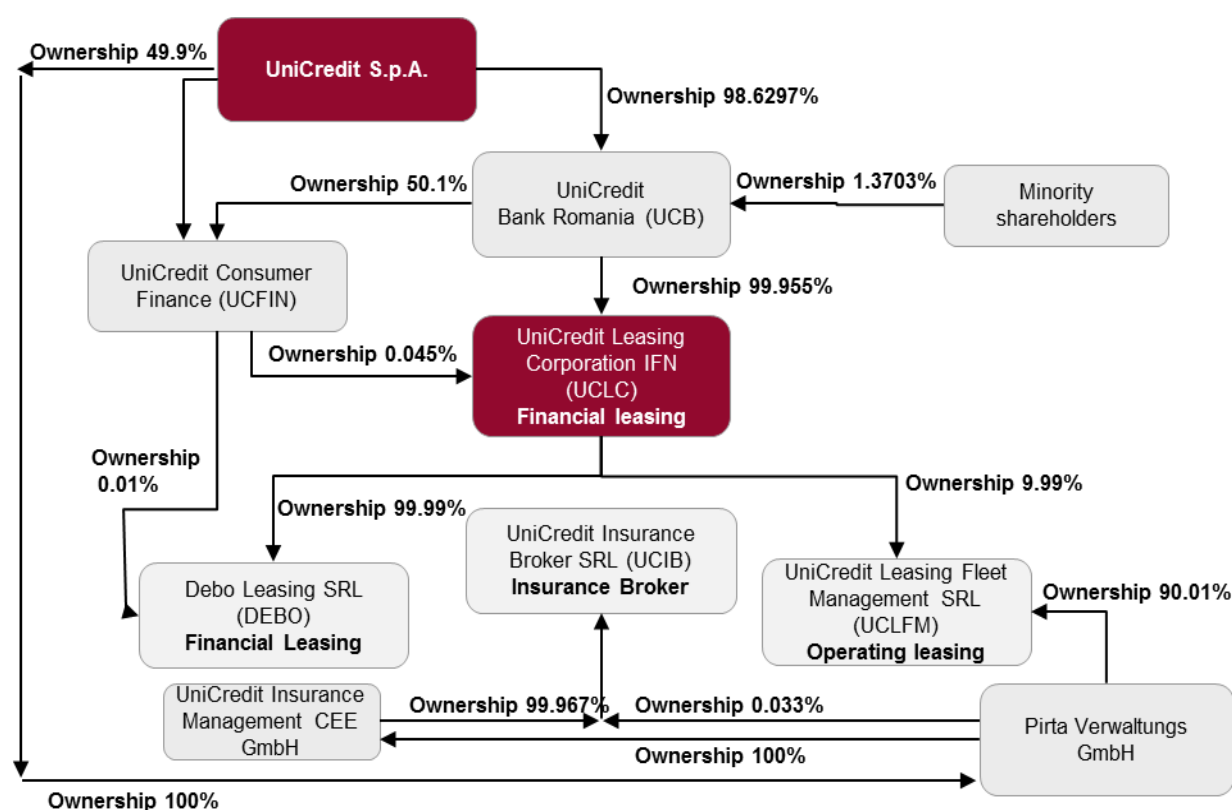 Ownership 49.9%
UniCredit S.p.A.
Ownership 98.6297%
Ownership 50.1%
UniCredit
Bank Romania (UCB)
Ownership 1.3703%
Minority
shareholders
UniCredit Consumer
Finance (UCFIN)
Ownership 99.955%
Ownership 0.045%
UniCredit Leasing
Corporation IFN
(UCLC)
Financial leasing
Ownership
0.01%
Ownership 99.99%
Ownership 9.99%
UniCredit Insurance
Broker SRL (UCIB)
Insurance Broker
Debo Leasing SRL
(DEBO)
Financial Leasing
UniCredit Leasing Fleet
Management SRL
(UCLFM)
Operating leasing
Ownership 90.01%
UniCredit Insurance
Management CEE
GmbH
Ownership 99.967%
Ownership 0.033%
Ownership 100%
Pirta Verwaltungs
GmbH
Ownership 100%